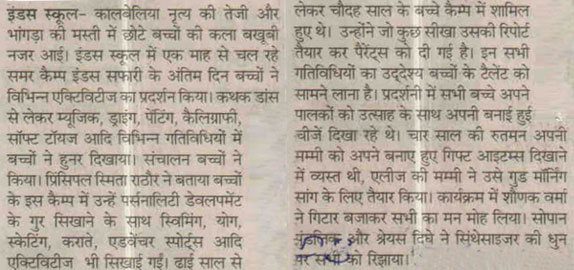 इंडस स्कूल- कालबेलिया नृत्य की तेजी और
भांगड़ा की मस्ती में छोटे बच्चों की कला बखूबी
नजर आई। इंडस स्कूल में एक माह से चल रहे
समर कैम्प इंडस सफारी के अंतिम दिन बच्चों ने
विभिन्न एक्टिविटीज का प्रदर्शन किया। कथक डांस
से लेकर म्यूजिक, ड्राइंग, पेंटिंग, कैलिग्राफी,
सॉफ्ट टॉयज आदि विभिन्न गतिविधियों में
बच्चों ने हुनर दिखाया। संचालन बच्चों ने
किया। प्रिंसिपल स्मिता राठौर ने बताया बच्चों
के इस कैम्प में उन्हें पर्सनालिटी डेवलपमेंट
के गुर सिखाने के साथ स्विमिंग, योग,
स्केटिंग, कराते, एडवेंचर स्पोर्ट्स आदि
एक्टिविटीज भी सिखाई गईं। ढाई साल से
लेकर चौदह साल के बच्चे कैम्प में शामिल
हुए थे। उन्होंने जो कुछ सीखा उसकी रिपोर्ट
तैयार कर पैरेंट्स को दी गई है। इन सभी
गतिविधियों का उद्देश्य बच्चों के टैलेंट को
सामने लाना है। प्रदर्शनी में सभी बच्चे अपने
पालकों को उत्साह के साथ अपनी बनाई हुई
चीजें दिखा रहे थे। चार साल की रुतमन अपनी
मम्मी को अपने बनाए हुए गिफ्ट आइटम्स दिखाने
में व्यस्त थी, एलीज की मम्मी ने उसे गुड मॉर्निंग
सांग के लिए तैयार किया। कार्यक्रम में शौणक वर्मा
ने गिटार बजाकर सभी का मन मोह लिया। सोपान
और श्रेयस दिघे ने सिंथेसाइजर की धुन
पर सभी को रिझाया।